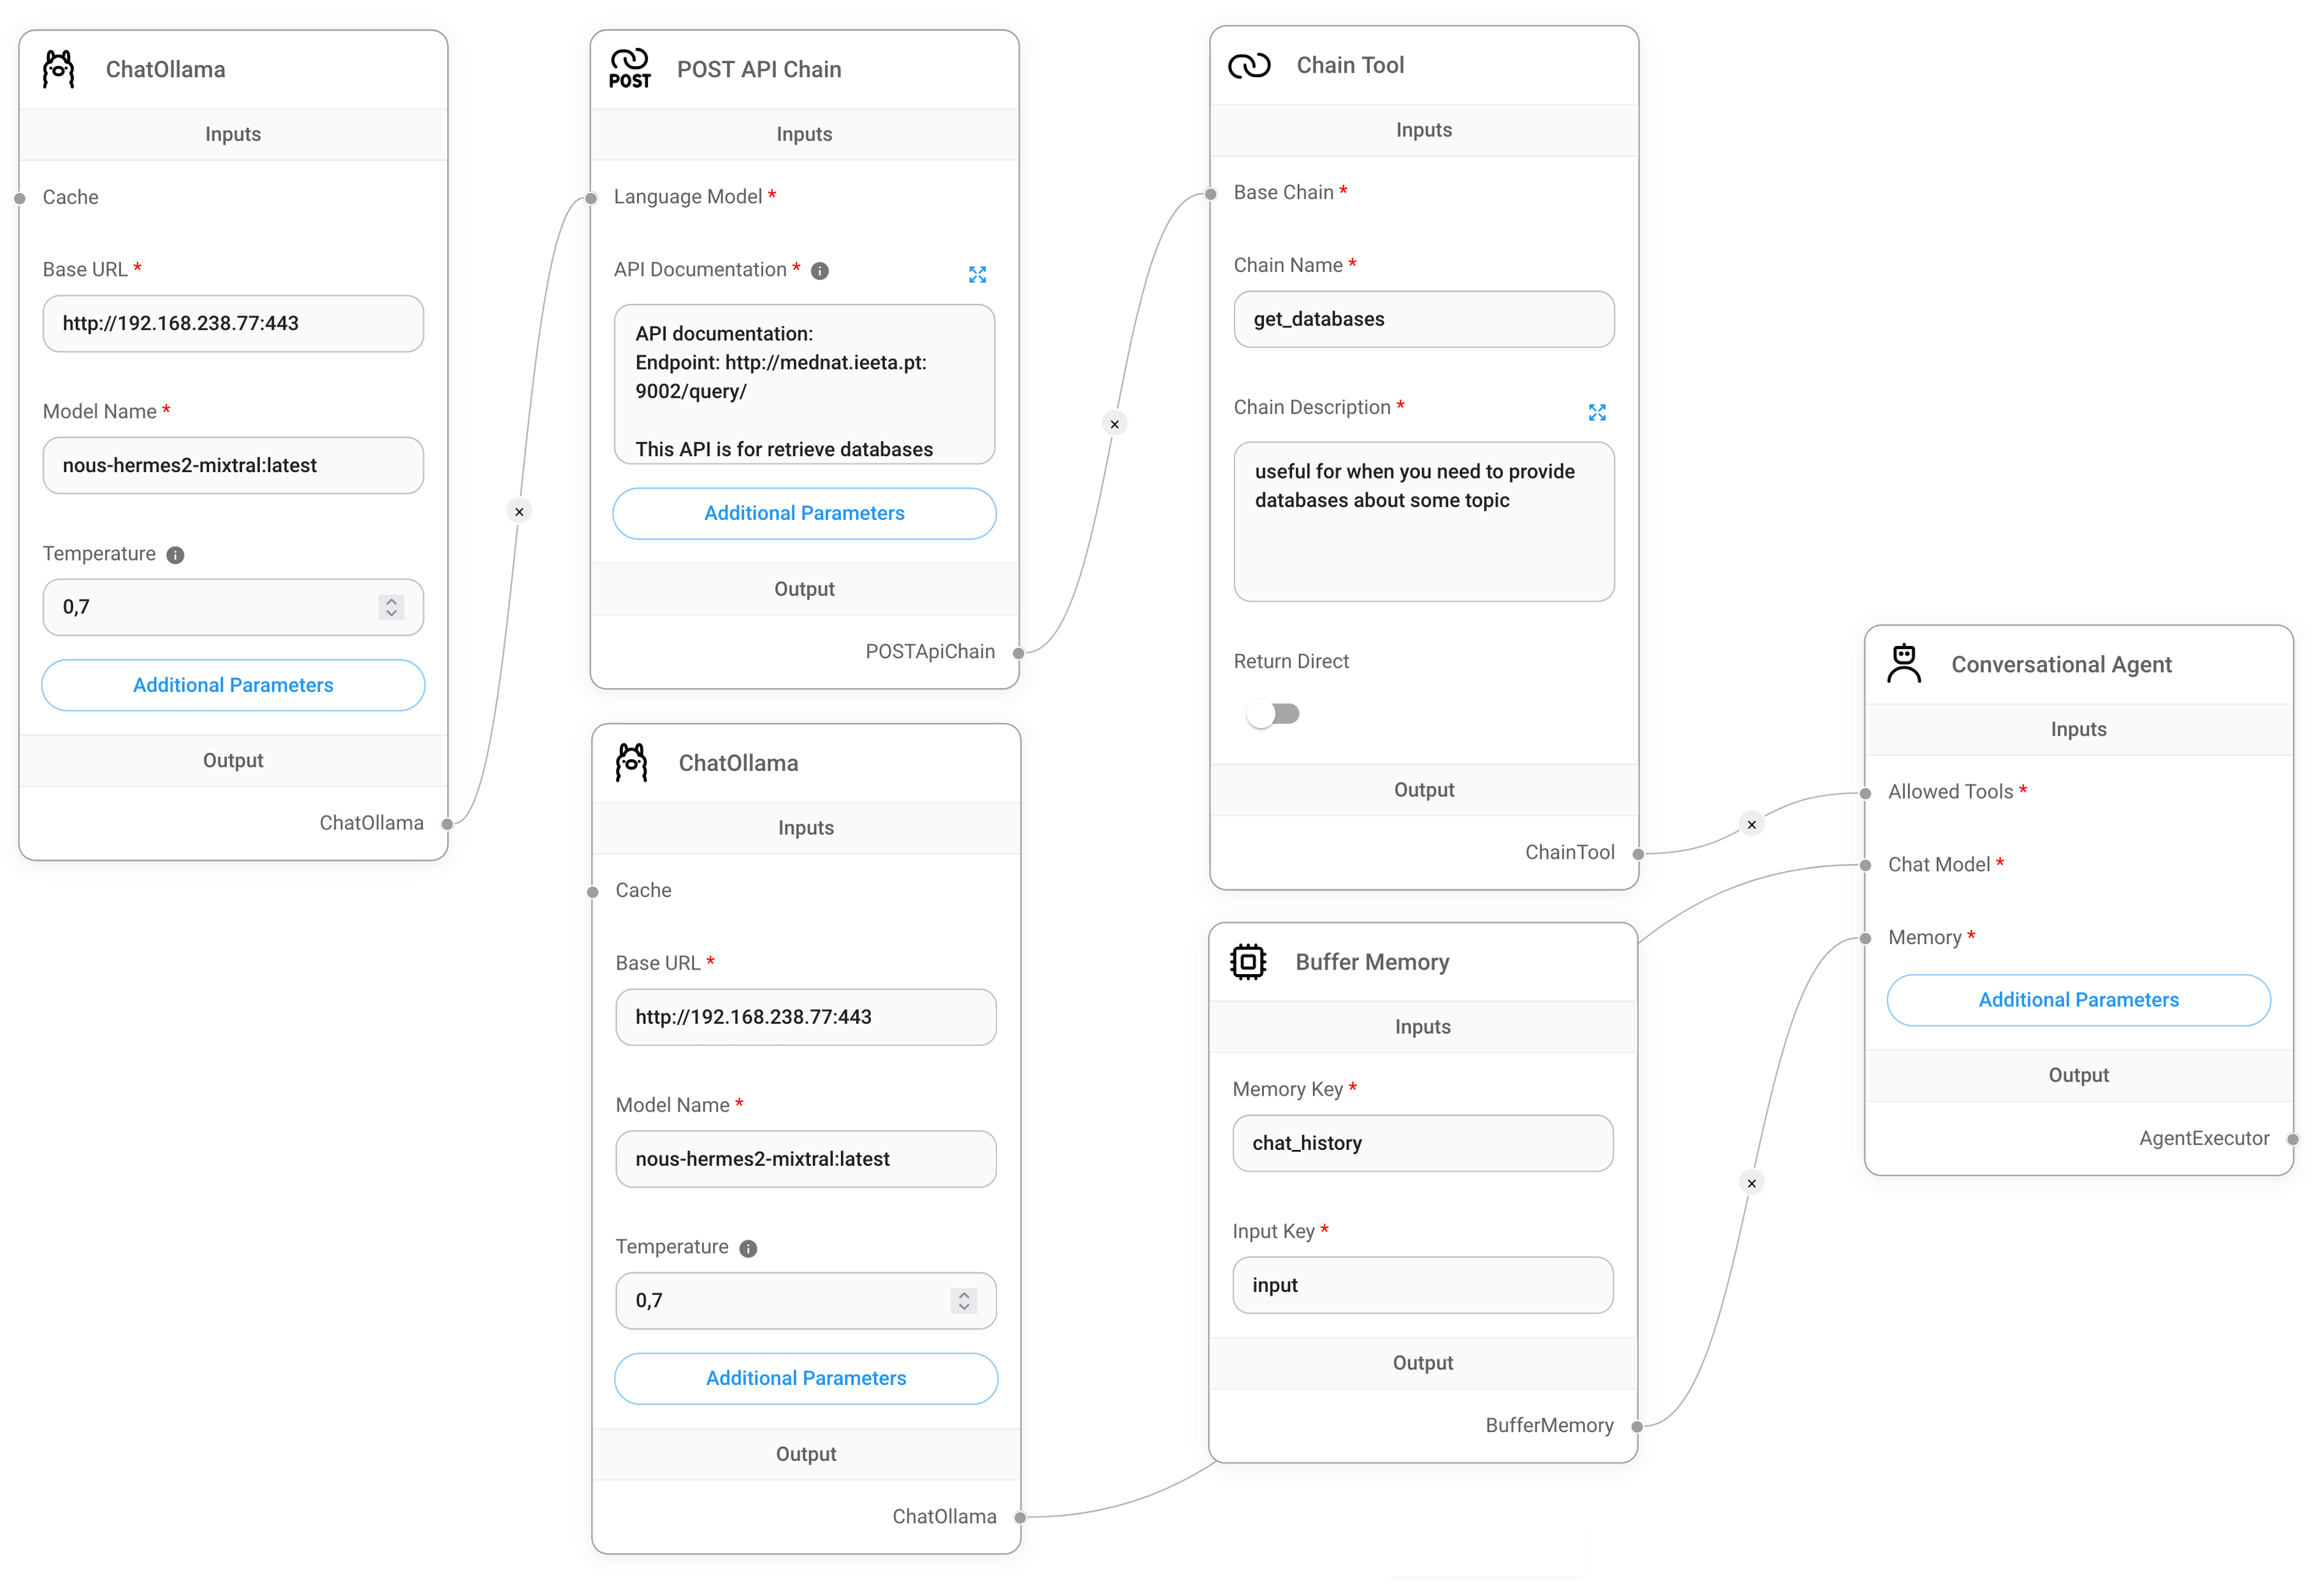 ChatOllama
Inputs
Cache
Base URL *
http://192.168.238.77:443
Model Name *
nous-hermes2-mixtral:latest
Temperature
0,7
Additional Parameters
Output
ChatOllama
POST
POST API Chain
Inputs
Language Model *
API Documentation *
API documentation:
Endpoint: http://mednat.ieeta.pt:
9002/query/
This API is for retrieve databases
Additional Parameters
Output
POSTApiChain
ChatOllama
Inputs
Cache
Base URL *
http://192.168.238.77:443
Model Name *
nous-hermes2-mixtral:latest
Temperature
0,7
Additional Parameters
Output
ChatOllama
Chain Tool
Inputs
Base Chain *
Chain Name *
get_databases
Chain Description *
useful for when you need to provide
databases about some topic
Return Direct
Output
ChainTool
Buffer Memory
Inputs
Memory Key *
chat_history
Input Key *
input
Output
BufferMemory
Conversational Agent
Inputs
Allowed Tools *
Chat Model *
Memory *
Additional Parameters
Output
AgentExecutor